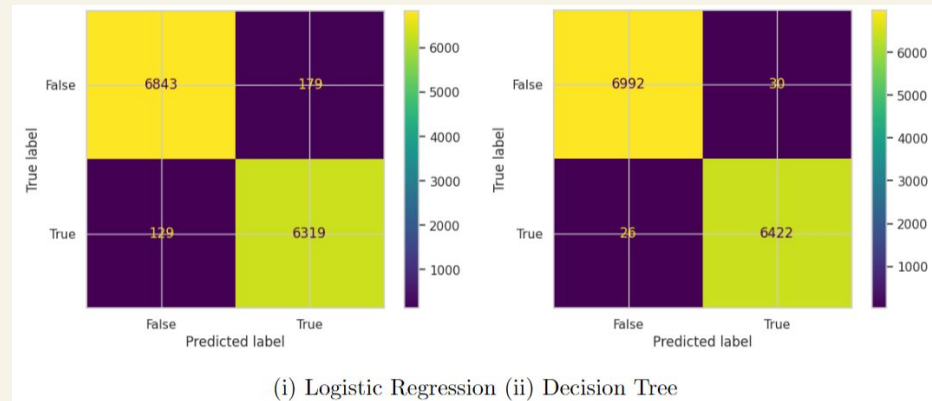 False
6843
179
True label
True
129
6319
False
True
Predicted label
6000
5000
4000
3000
2000
1000
False
6992
30
True label
True
26
6422
False
True
Predicted label
6000
5000
4000
3000
2000
1000
(i) Logistic Regression (ii) Decision Tree